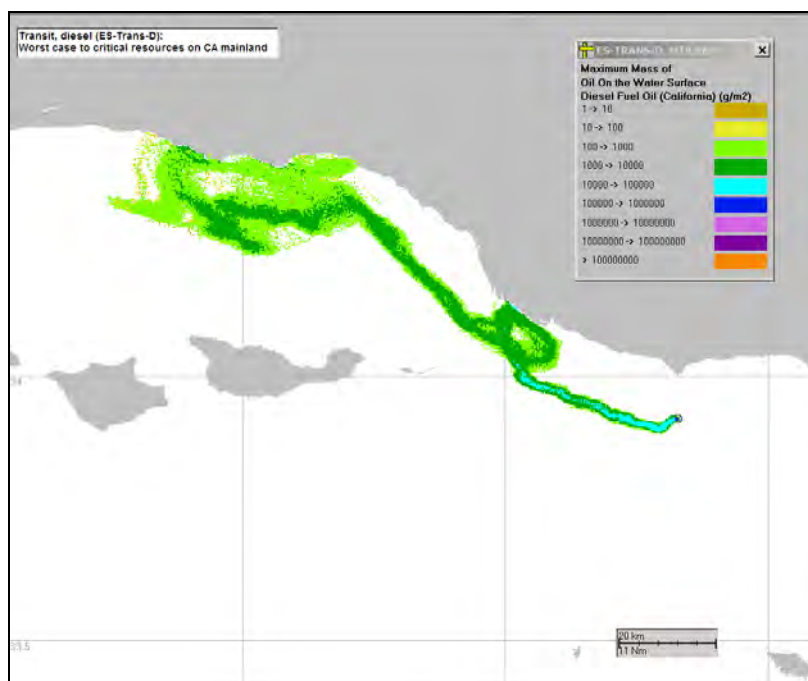 Transit, diesel (ES-Trans-D):
Worst case to critical resources on CA mainland
Maximum Mass of
Oil On the Water Surface
Diesel Fuel Oil (California) (g/m2)
1 -> 10
10 -> 100
100 -> 1000
1000 -> 10000
10000 -> 100000
100000 -> 1000000
1000000 -> 10000000
10000000 -> 100000000
> 100000000
20 km
11 Nm